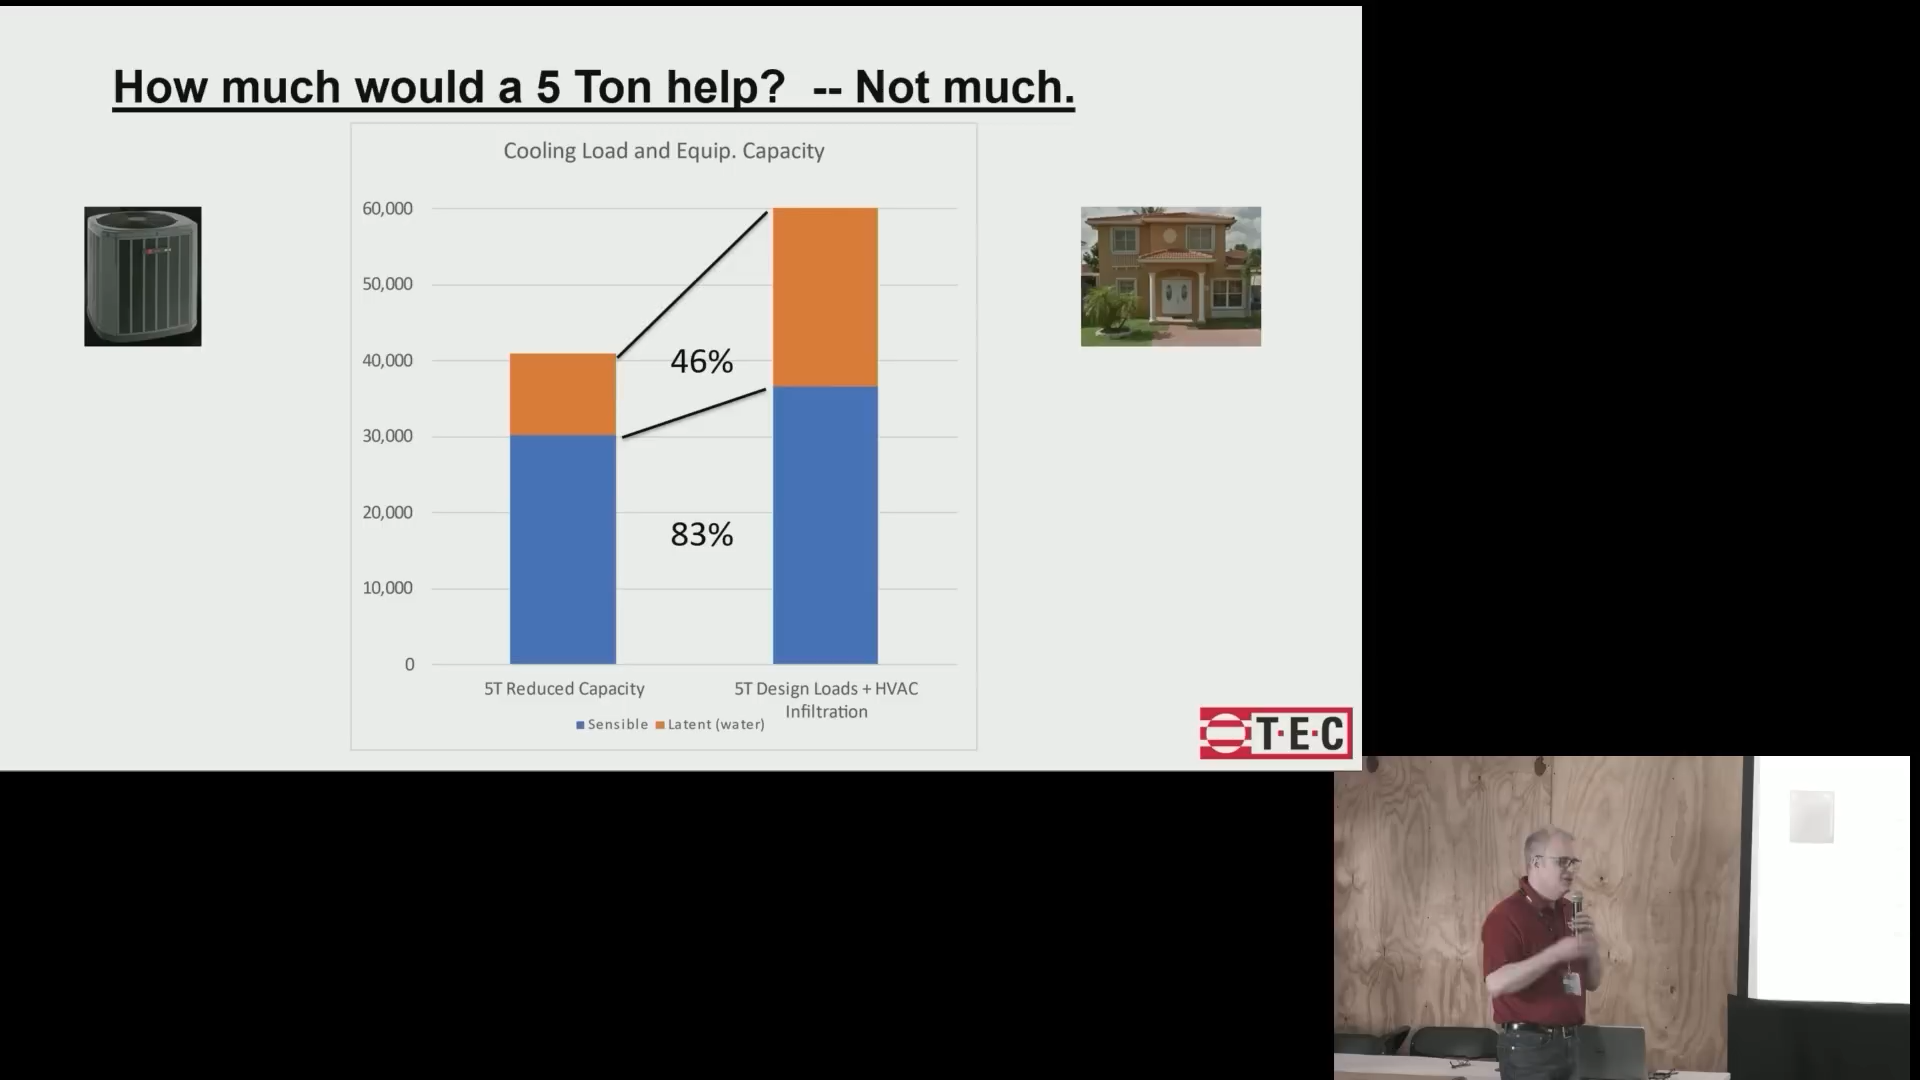 How much would a 5 Ton help?  -- Not much.
Cooling Load and Equip. Capacity
60,000
50,000
40,000
30,000
20,000
10,000
0
46%
83%
5T Reduced Capacity
5T Design Loads + HVAC
Infiltration
Sensible
Latent (water)
T·E·C